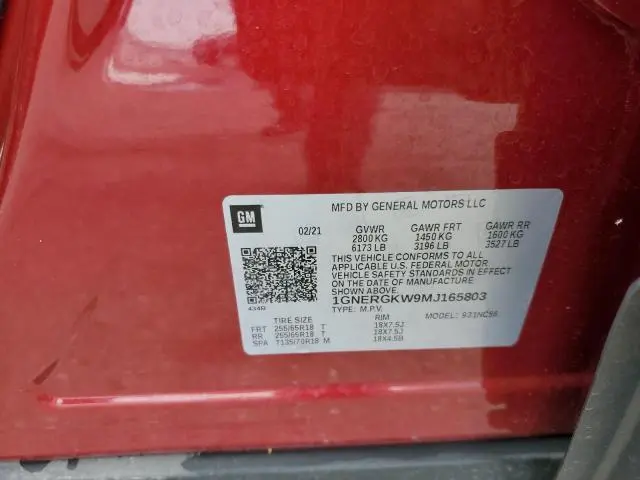 MFD BY GENERAL MOTORS LLC
GM
02/21 GVWR GAWR FRT GAWR RR
2800 KG 1450 KG 1600 KG
6173 LB 3196 LB 3527 LB
THIS VEHICLE CONFORMS TO ALL
APPLICABLE U.S. FEDERAL MOTOR
VEHICLE SAFETY STANDARDS IN EFFECT
ON THE DATE OF MANUFACTURE
SHOWN ABOVE.
1GNERGKW9MJ165803
434B TYPE: M.P.V. MODEL: 931NC56
TIRE SIZE RIM
FRT 255/65R18 T 18X7.5J
RR 255/65R18 T 18X7.5J
SPA T135/70R18 M 18X4.5B